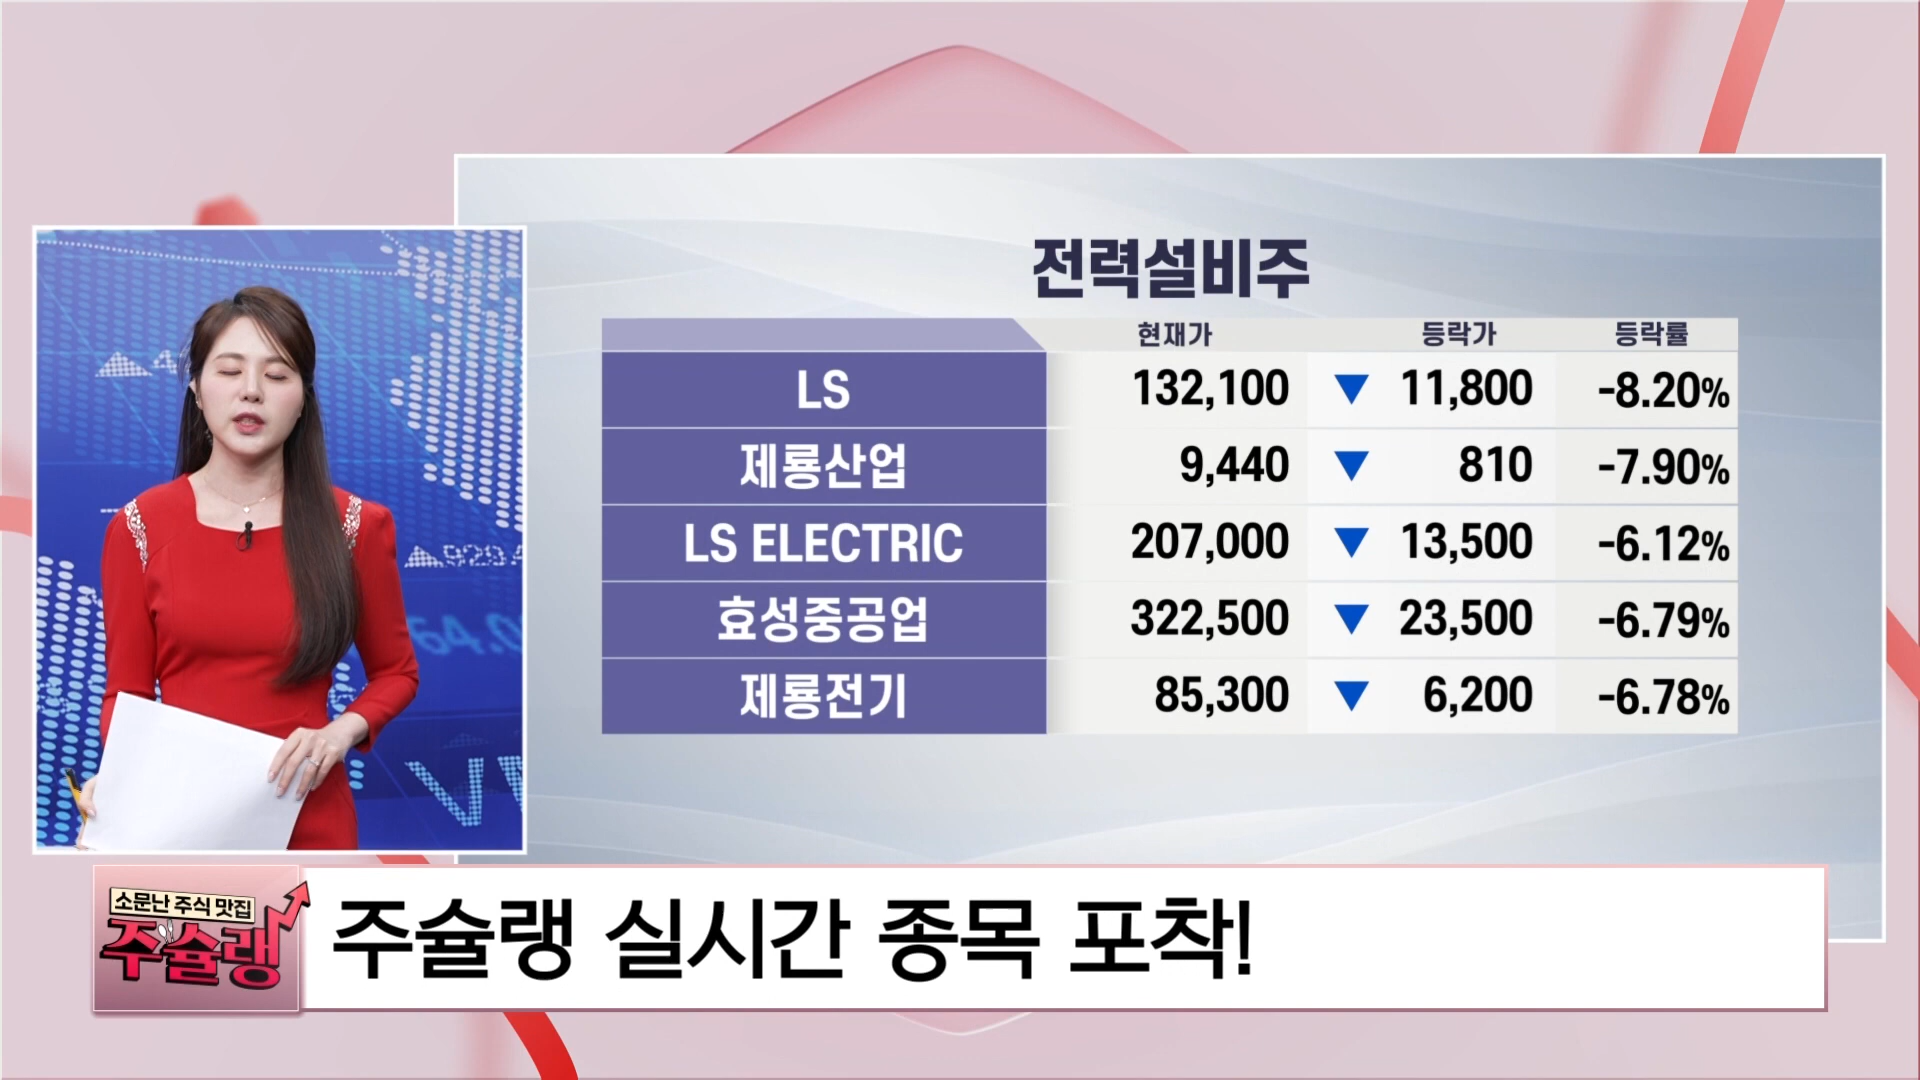 전력설비주
현재가 등락가 등락률
LS 132,100 ▼ 11,800 -8.20%
제룡산업 9,440 ▼ 810 -7.90%
LS ELECTRIC 207,000 ▼ 13,500 -6.12%
효성중공업 322,500 ▼ 23,500 -6.79%
제룡전기 85,300 ▼ 6,200 -6.78%
소문난 주식 맛집
주슐랭
주슐랭 실시간 종목 포착!